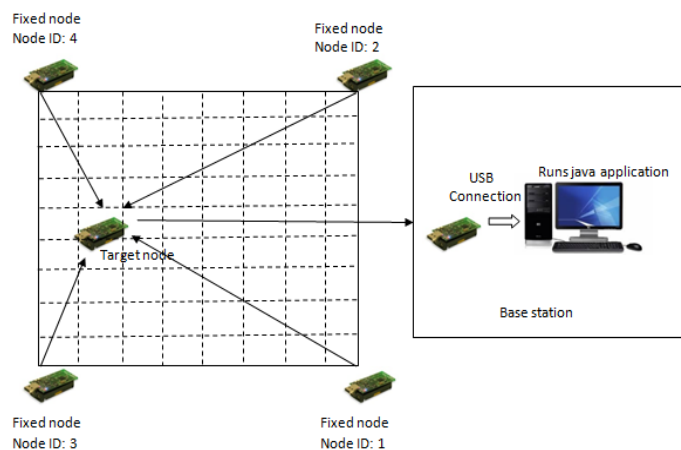 Fixed node
Node ID: 4
Fixed node
Node ID: 2
USB
Connection
Runs java application
Target node
Base station
Fixed node
Node ID: 3
Fixed node
Node ID: 1